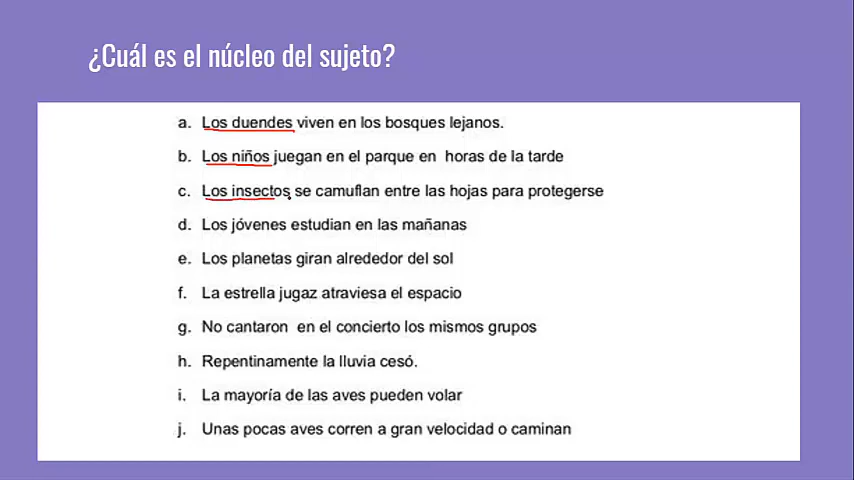 ¿Cuál es el núcleo del sujeto?
a. Los duendes viven en los bosques lejanos.
b. Los niños juegan en el parque en horas de la tarde
c. Los insectos se camuflan entre las hojas para protegerse
d. Los jóvenes estudian en las mañanas
e. Los planetas giran alrededor del sol
f. La estrella jugaz atraviesa el espacio
g. No cantaron en el concierto los mismos grupos
h. Repentinamente la lluvia cesó.
i. La mayoría de las aves pueden volar
j. Unas pocas aves corren a gran velocidad o caminan